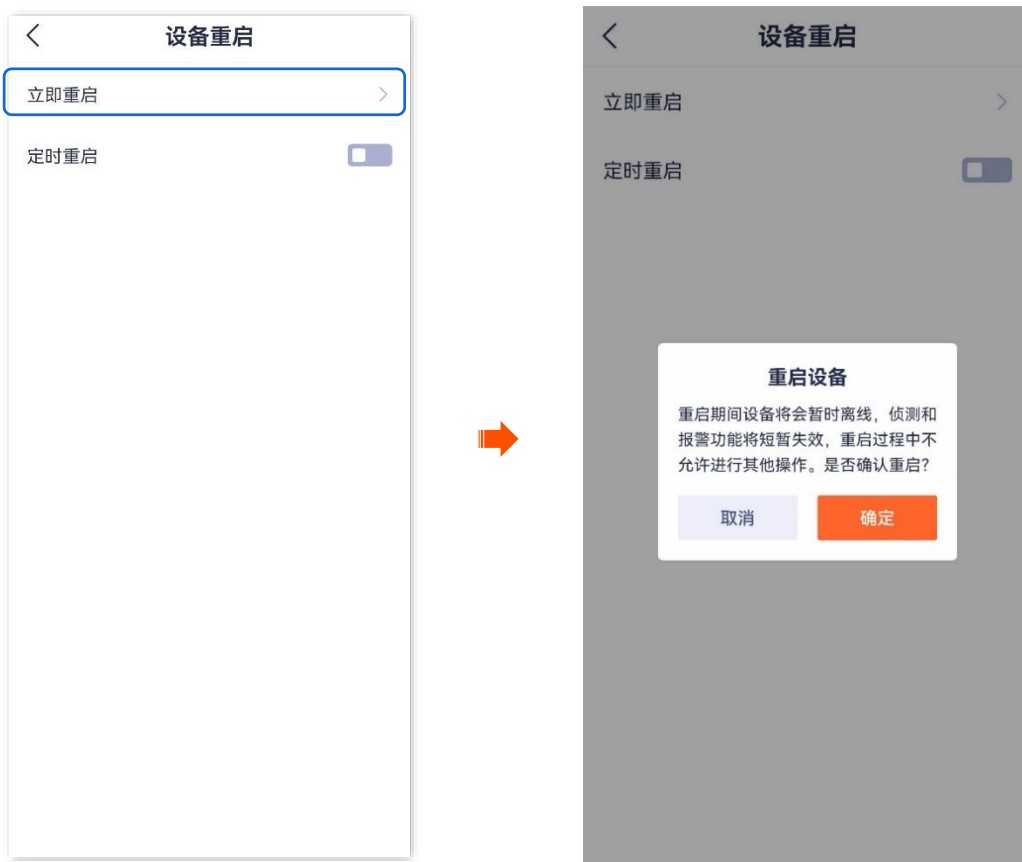 设备重启
立即重启
定时重启
设备重启
立即重启
定时重启
重启设备
重启期间设备将会暂时离线，侦测和
报警功能将短暂失效，重启过程中不
允许进行其他操作。是否确认重启？
取消
确定